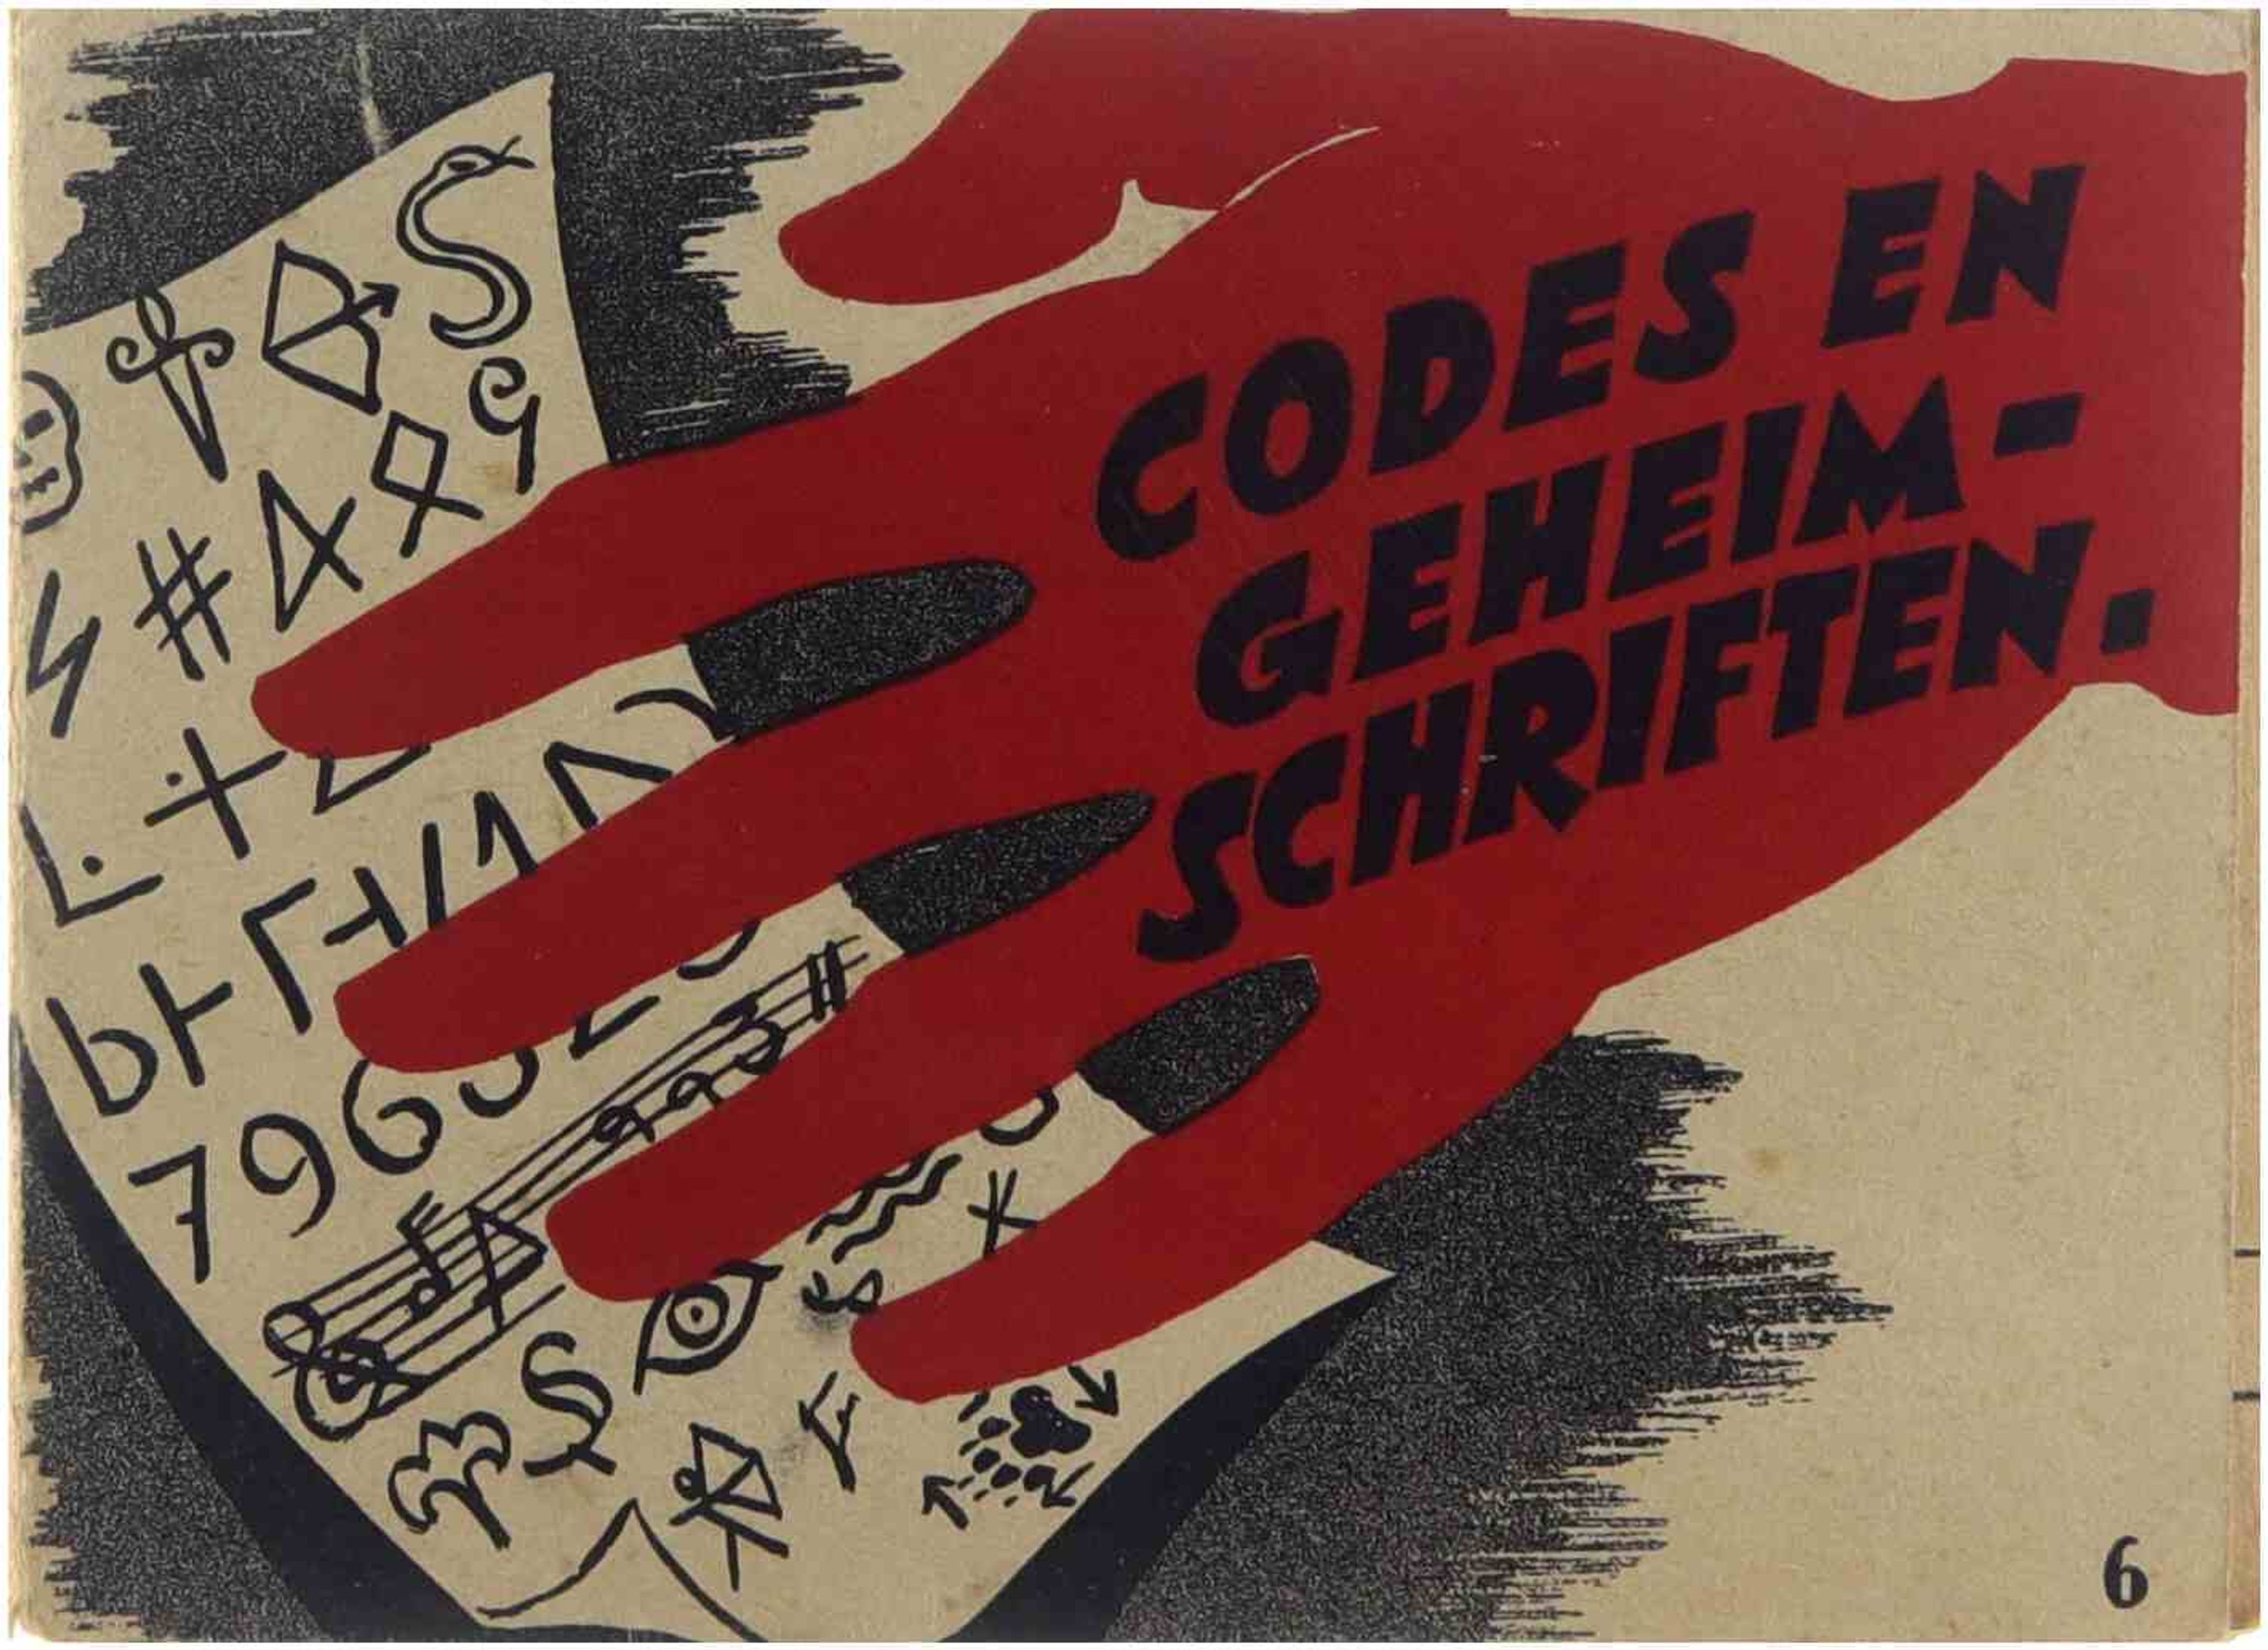 CODES EN
GEHEIM-
SCHRIFTEN.
6